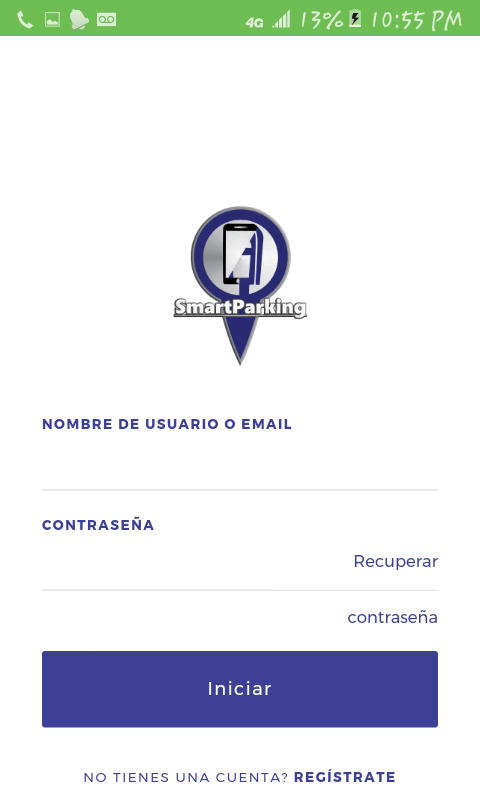 4G 13% 10:55 PM
SmartParking
NOMBRE DE USUARIO O EMAIL
CONTRASEÑA
Recuperar
contraseña
Iniciar
NO TIENES UNA CUENTA? REGÍSTRATE